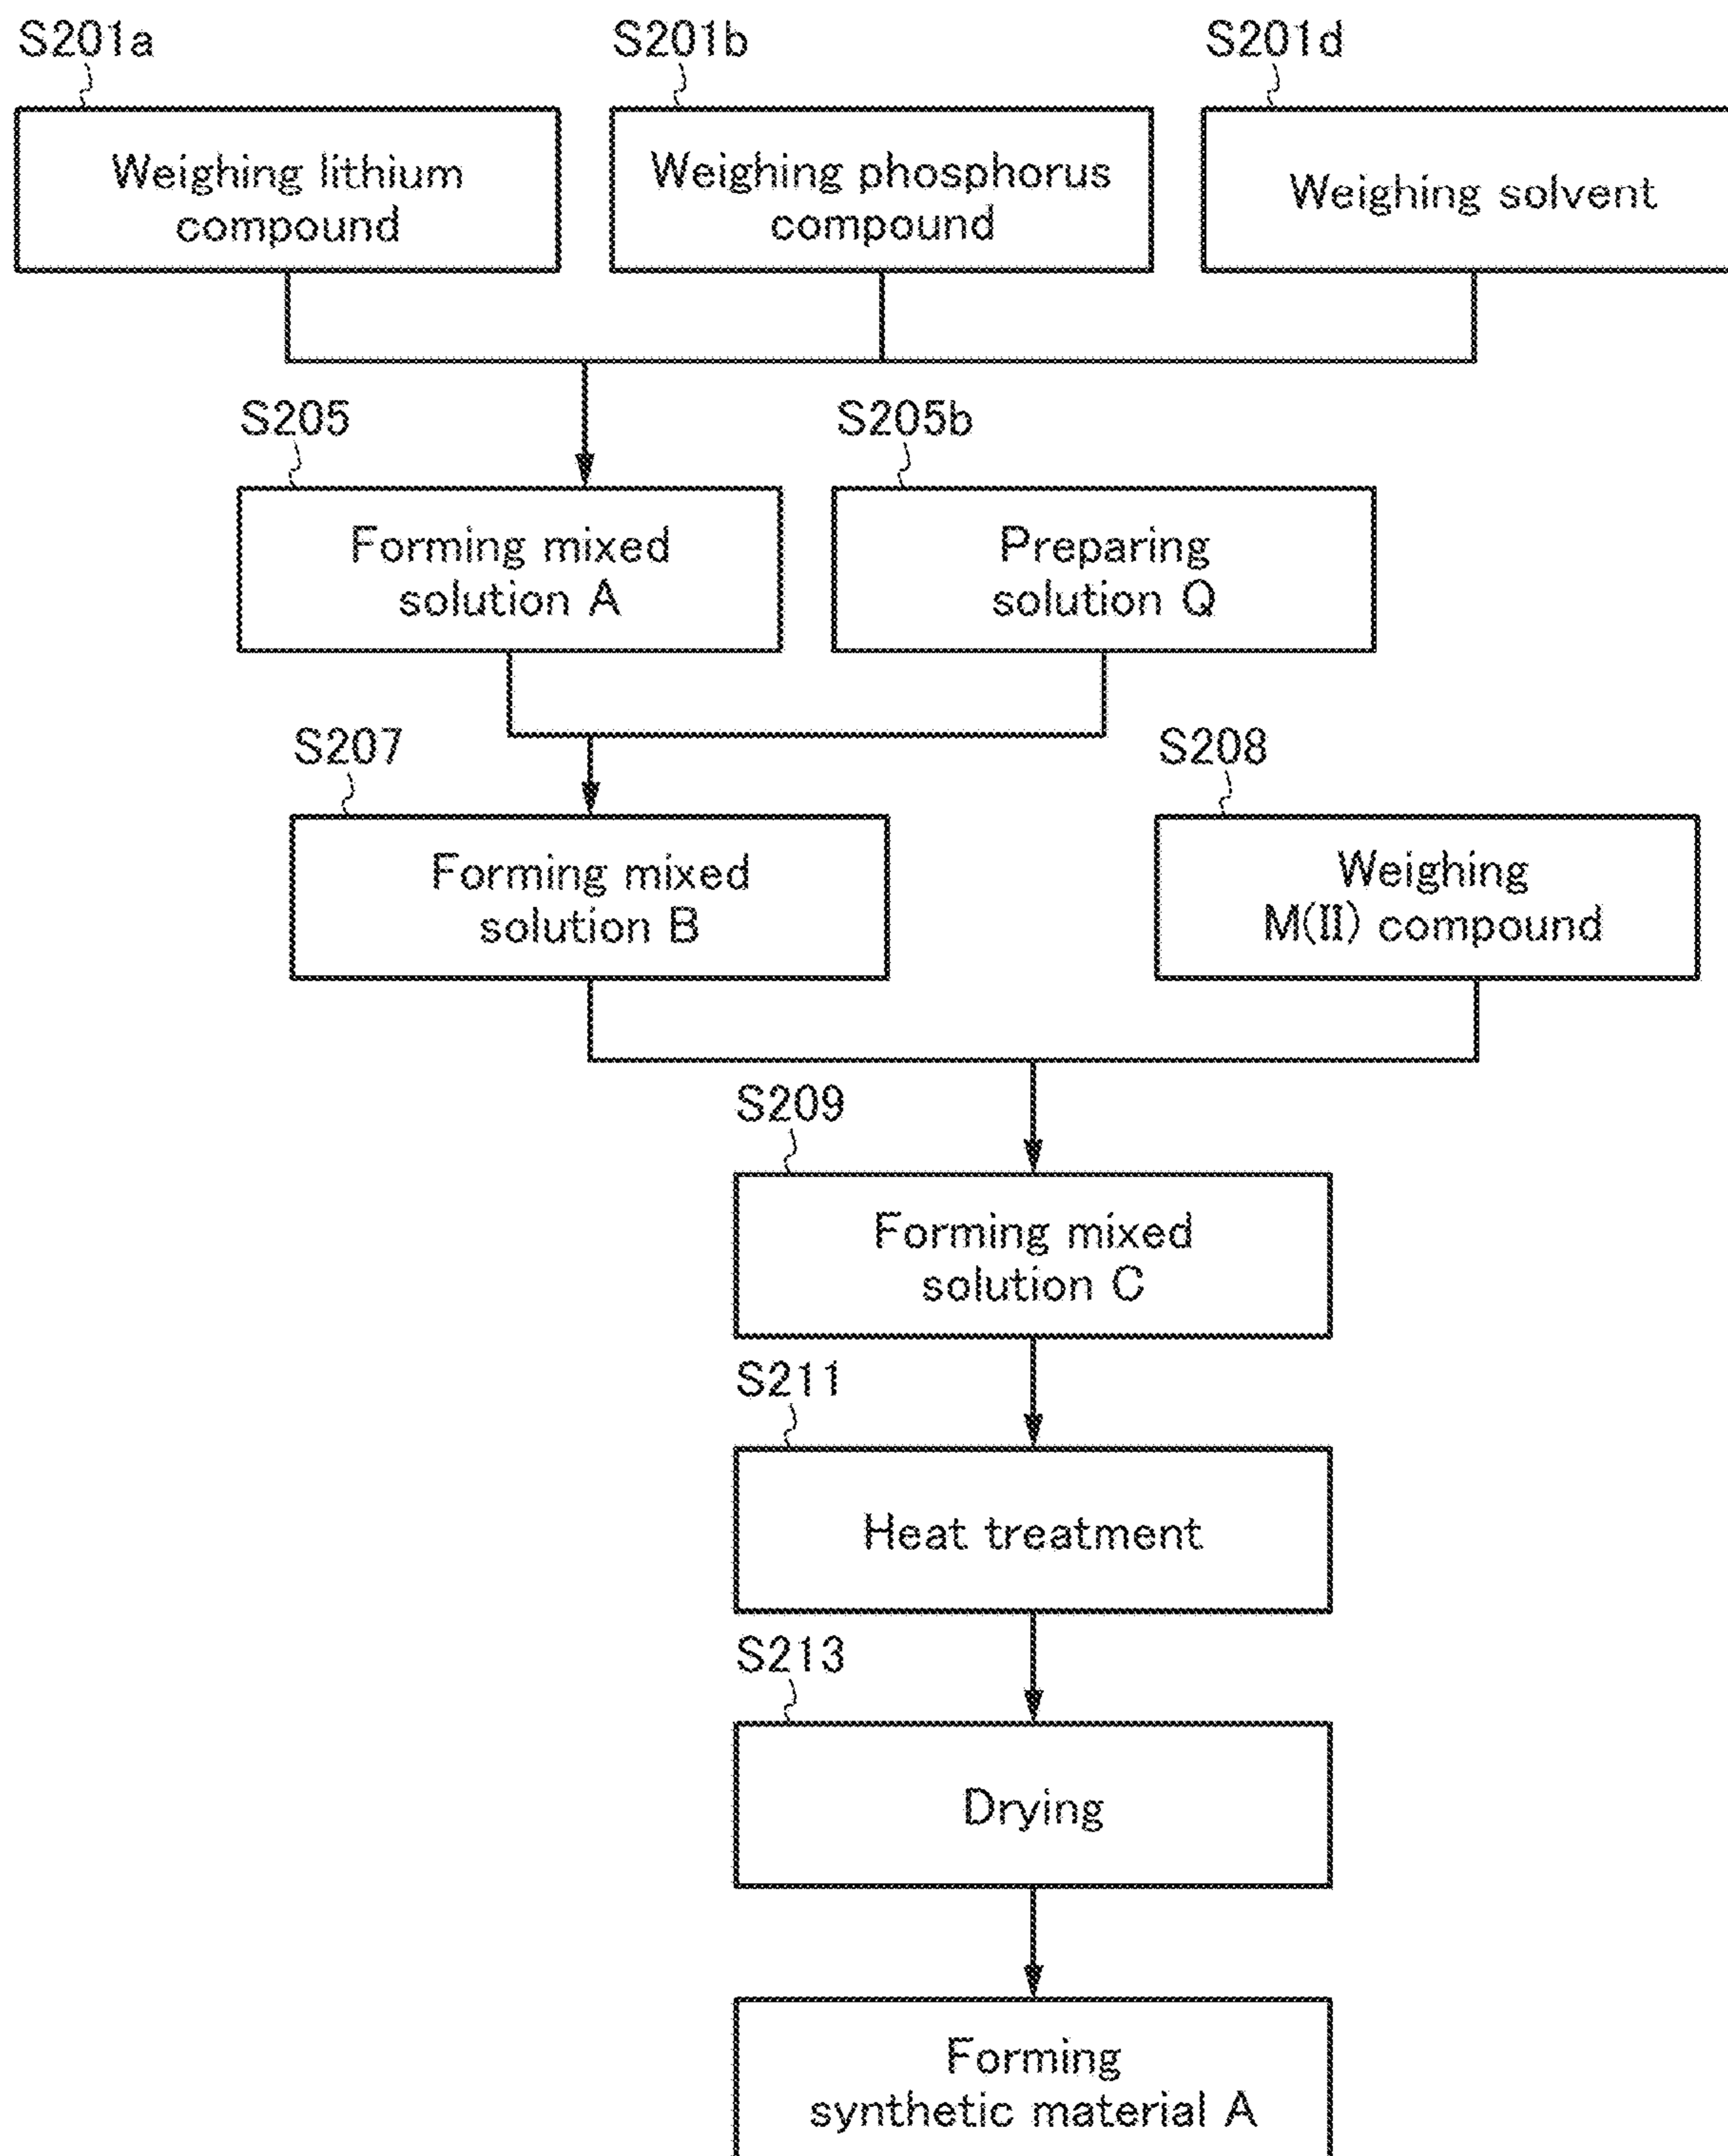 S201a
S201b
S201d
Weighing lithium
compound
Weighing phosphorus
compound
Weighing solvent
S205
S205b
Forming mixed
solution A
Preparing
solution Q
S207
S208
Forming mixed
solution B
Weighing
M(II) compound
S209
Forming mixed
solution C
S211
Heat treatment
S213
Drying
Forming
synthetic material A